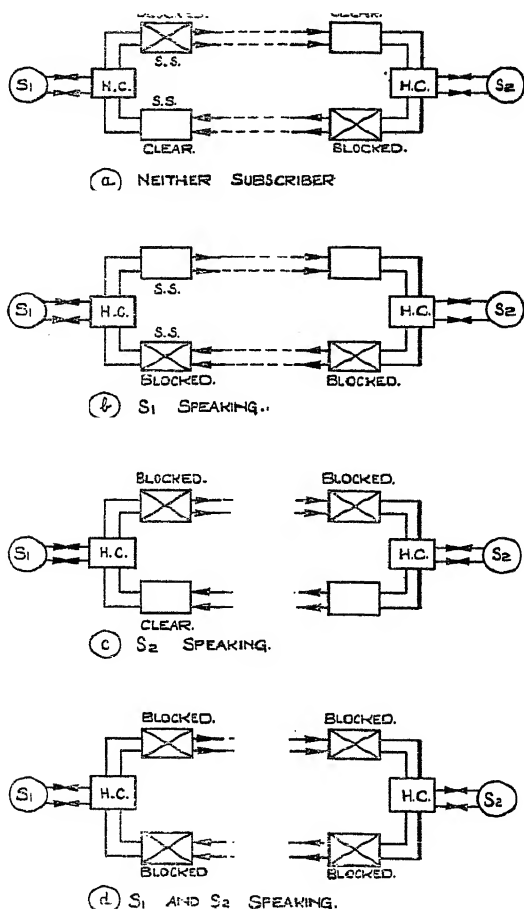 BLOCKED. CLEAR.
S.S.
S1 H.C. H.C. S2
S.S.
CLEAR. BLOCKED.
a NEITHER SUBSCRIBER
S1 H.C. S.S. H.C. S2
S.S.
BLOCKED. BLOCKED.
b S1 SPEAKING.
BLOCKED. BLOCKED.
S1 H.C. H.C. S2
CLEAR.
c S2 SPEAKING.
BLOCKED. BLOCKED.
S1 H.C. H.C. S2
BLOCKED BLOCKED.
d S1 AND S2 SPEAKING.